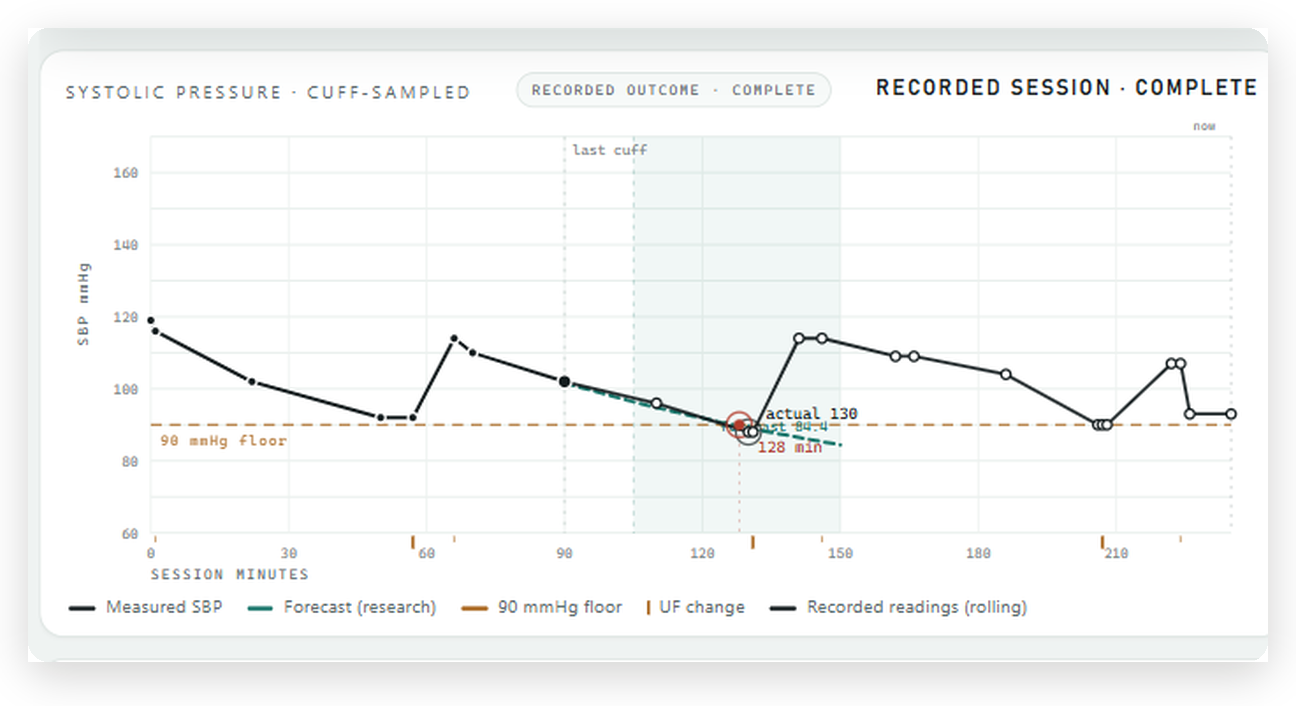 SYSTOLIC PRESSURE · CUFF-SAMPLED
RECORDED OUTCOME · COMPLETE
RECORDED SESSION · COMPLETE
now
last cuff
160
140
120
100
80
60
SBP mmHg
actual 130
84.4
128 min
90 mmHg floor
0 30 60 90 120 150 180 210
SESSION MINUTES
Measured SBP
Forecast (research)
90 mmHg floor
UF change
Recorded readings (rolling)